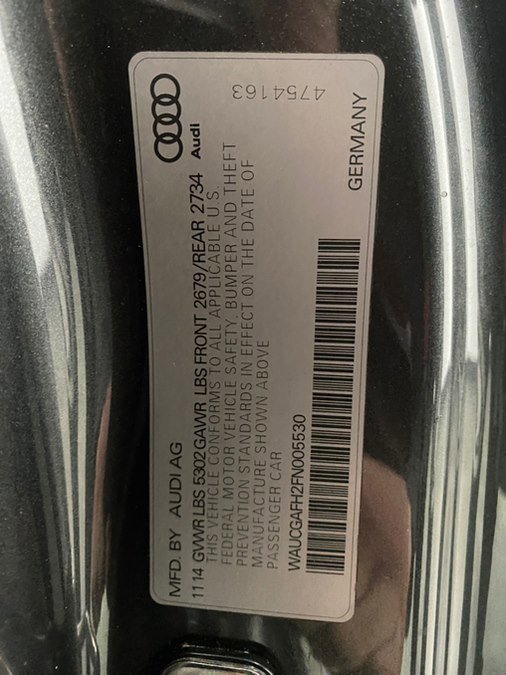 4754163
Audi
MFD. BY AUDI AG
1114 GVWR LBS 5302 GAWR LBS FRONT 2679/REAR 2734
THIS VEHICLE CONFORMS TO ALL APPLICABLE U.S.
FEDERAL MOTOR VEHICLE SAFETY, BUMPER AND THEFT
PREVENTION STANDARDS IN EFFECT ON THE DATE OF
MANUFACTURE SHOWN ABOVE
PASSENGER CAR
WAUCGAFH2FN005530
GERMANY